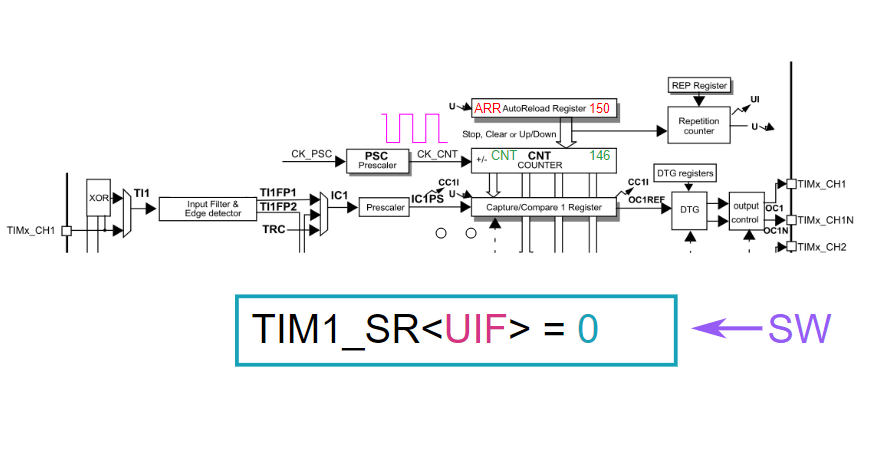 REP Register
UI
U
ARR AutoReload Register 150
Repetition
counter
U
Stop, Clear or Up/Down
CK_PSC
PSC
Prescaler
CK_CNT
+/- CNT CNT 146
COUNTER
DTG registers
XOR
TI1
Input Filter &
Edge detector
TI1FP1
TI1FP2
TRC
IC1
Prescaler
CC1I
IC1PS
U
Capture/Compare 1 Register
CC1I
OC1REF
DTG
output
control
OC1
OC1N
TIMx_CH1
TIMx_CH1
TIMx_CH1N
TIMx_CH2
TIM1_SR<UIF> = 0
SW